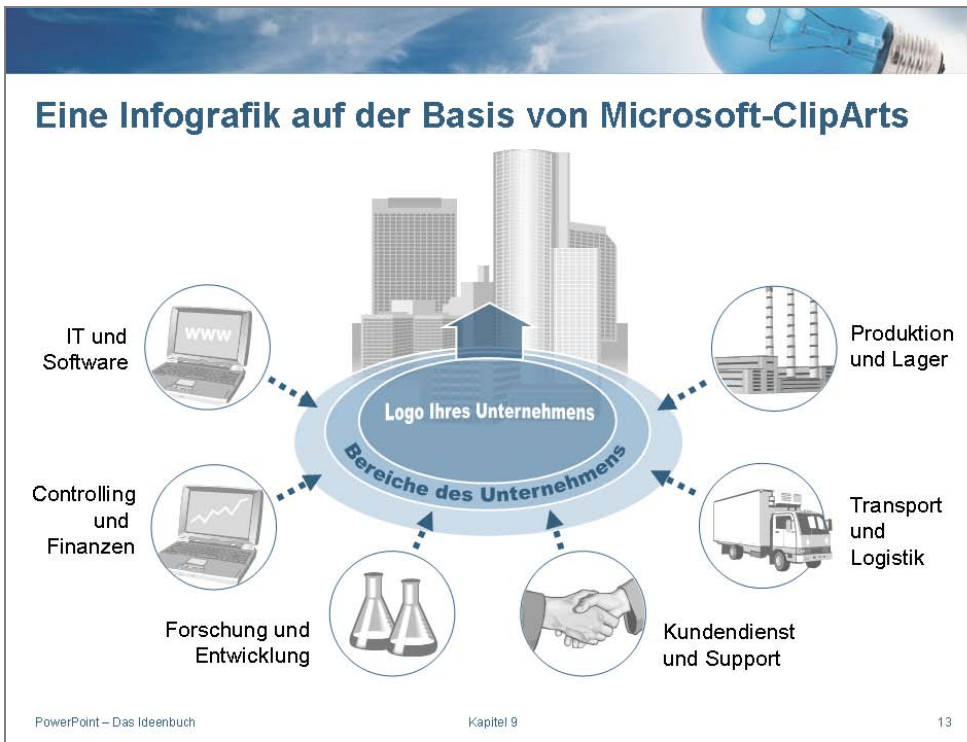 Eine Infografik auf der Basis von Microsoft-ClipArts
IT und
Software
WWW
Produktion
und Lager
Logo Ihres Unternehmens
Bereiche des Unternehmens
Controlling
und
Finanzen
Transport
und
Logistik
Forschung und
Entwicklung
Kundendienst
und Support
PowerPoint – Das Ideenbuch
Kapitel 9
13